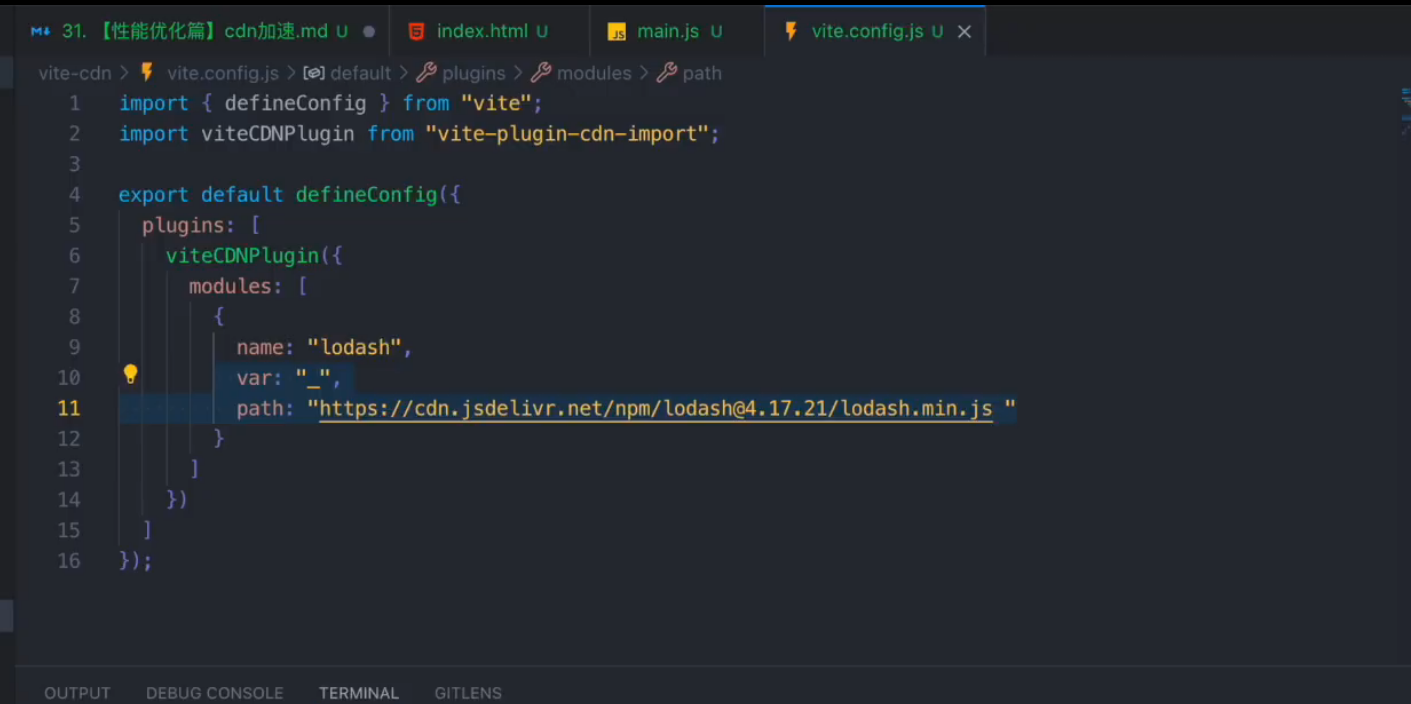 31. 【性能优化篇】cdn加速.md U index.html U JS main.js U vite.config.js U
vite-cdn > vite.config.js > default > plugins > modules > path
1 import { defineConfig } from "vite";
2 import viteCDNPlugin from "vite-plugin-cdn-import";
3
4 export default defineConfig({
5 plugins: [
6 viteCDNPlugin({
7 modules: [
8 {
9 name: "lodash",
10 var: "_",
11 path: "https://cdn.jsdelivr.net/npm/lodash@4.17.21/lodash.min.js "
12 }
13 ]
14 })
15 ]
16 });
OUTPUT DEBUG CONSOLE TERMINAL GITLENS